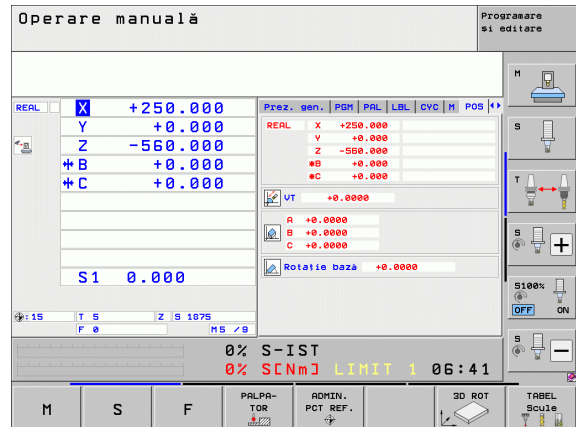 Operare manuală
Programare
si editare
REAL X +250.000
Y +0.000
Z -560.000
B +0.000
C +0.000
S1 0.000
:15 T 5 Z S 1875
F 0 M5 /9
Prez. gen. PGM PAL LBL CYC M POS
REAL X +250.000
Y +0.000
Z -560.000
*B +0.000
*C +0.000
VT +0.0000
A +0.0000
B +0.0000
C +0.0000
Rotaţie bază +0.0000
0% S-IST
0% S[Nm] LIMIT 1 06:41
M
S
T
S
+
S100%
OFF ON
S
−
M
S
F
PALPA-
TOR
ADMIN.
PCT REF.
3D ROT
TABEL
Scule